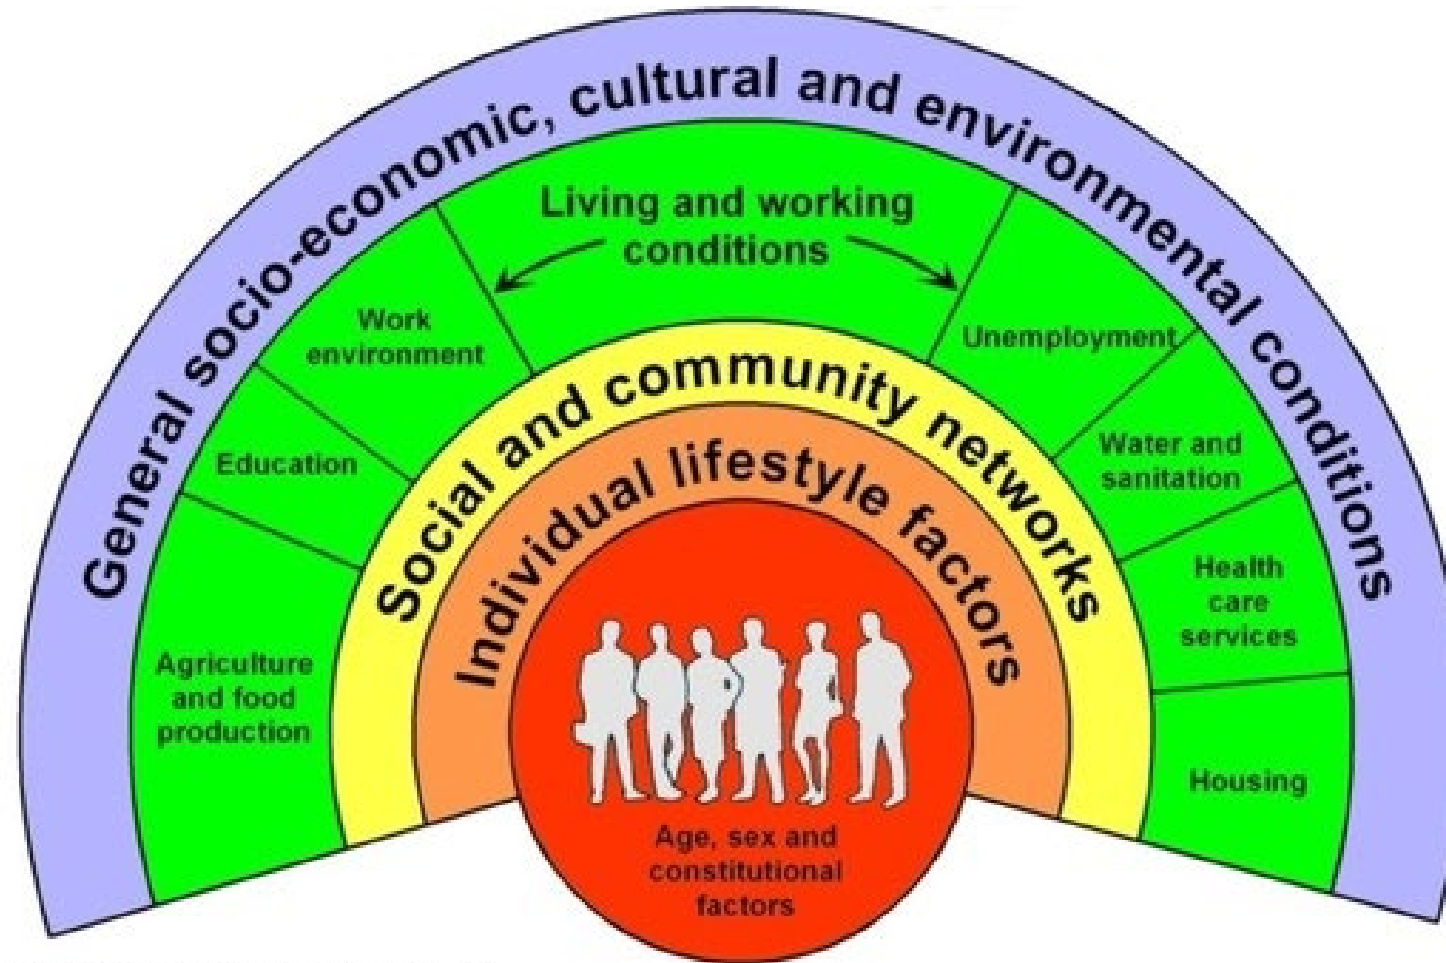 General socio-economic, cultural and environmental conditions
Living and working
conditions
Work
environment
Unemployment
Education
Water and
sanitation
Agriculture
and food
production
Health
care
services
Housing
Social and community networks
Individual lifestyle factors
Age, sex and
constitutional
factors